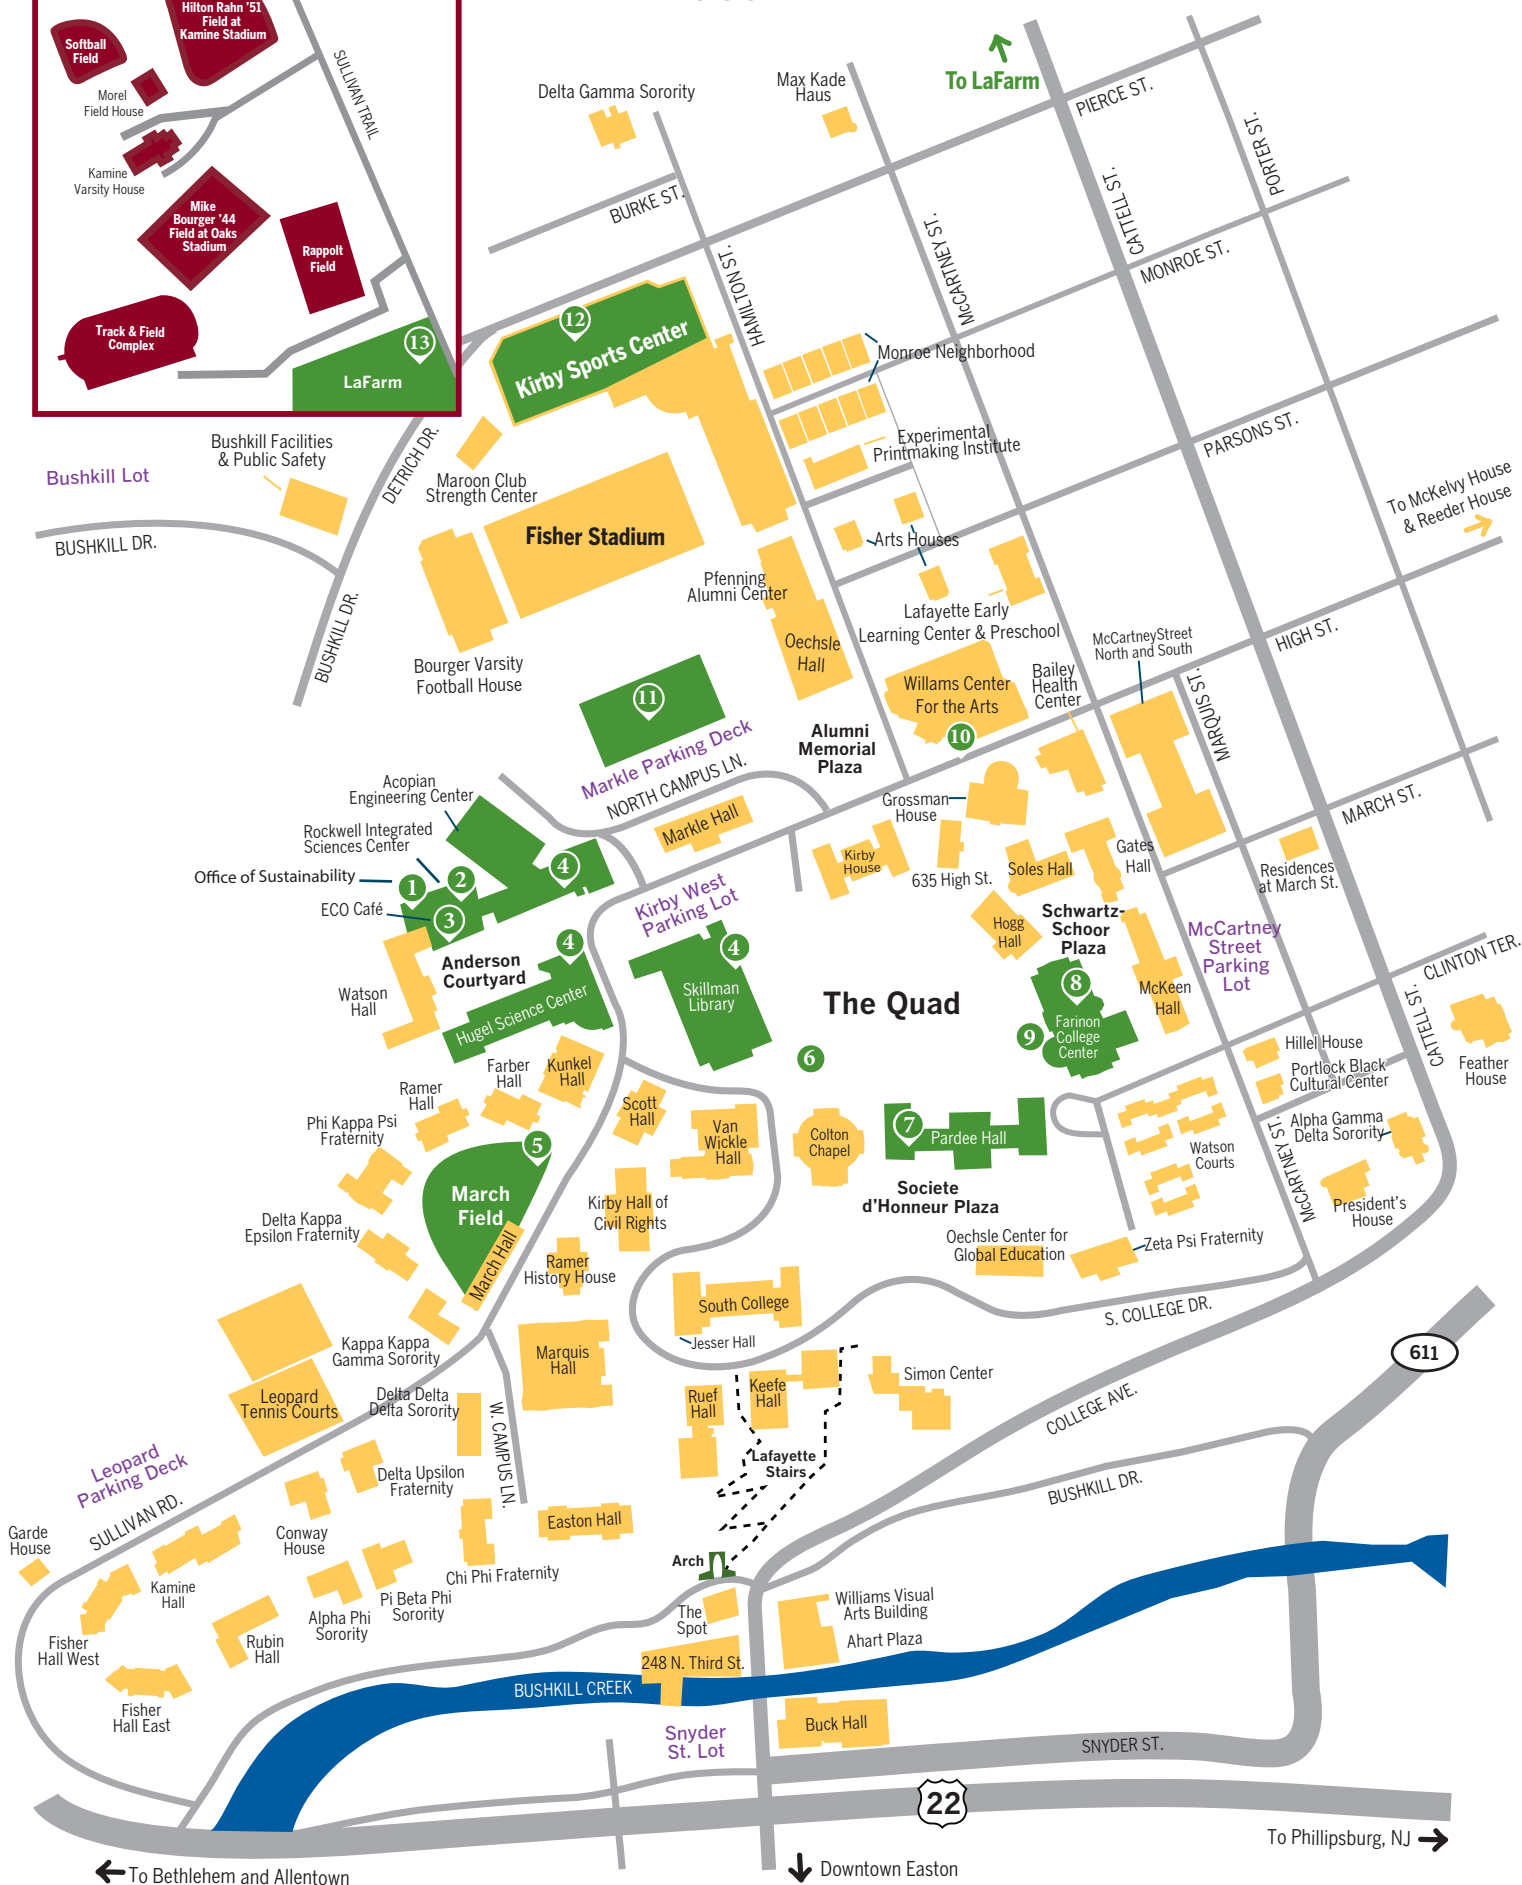 Hilton Rahn ’51
Field at
Kamine Stadium
Softball
Field
Morel
Field House
Kamine
Varsity House
SULLIVAN TRAIL
Mike
Bourger ’44
Field at Oaks
Stadium
Rappolt
Field
Track & Field
Complex
13
LaFarm
Delta Gamma Sorority
Max Kade
Haus
To LaFarm
PIERCE ST.
PORTER ST.
CATTELL ST.
BURKE ST.
McCARTNEY ST.
MONROE ST.
HAMILTON ST.
12
Kirby Sports Center
Monroe Neighborhood
Experimental
Printmaking Institute
PARSONS ST.
To McKelvy House
& Reeder House
Bushkill Facilities
& Public Safety
Bushkill Lot
DETRICH DR.
Maroon Club
Strength Center
BUSHKILL DR.
Fisher Stadium
Arts Houses
Pfenning
Alumni Center
Lafayette Early
Learning Center & Preschool
BUSHKILL DR.
Bourger Varsity
Football House
Oechsle
Hall
McCartneyStreet
North and South
HIGH ST.
Bailey
Health
Center
Willams Center
For the Arts
MARQUIS ST.
11
Markle Parking Deck
10
Alumni
Memorial
Plaza
NORTH CAMPUS LN.
Acopian
Engineering Center
Markle Hall
Grossman
House
MARCH ST.
Rockwell Integrated
Sciences Center
Office of Sustainability
1
2
4
ECO Café
3
Kirby
House
635 High St.
Soles Hall
Gates
Hall
Residences
at March St.
Kirby West
Parking Lot
Hogg
Hall
Schwartz-
Schoor
Plaza
McCartney
Street
Parking
Lot
4
4
Anderson
Courtyard
CLINTON TER.
Watson
Hall
Hugel Science Center
Skillman
Library
The Quad
8
McKeen
Hall
CATTELL ST.
9
Farinon
College
Center
6
Hillel House
Portlock Black
Cultural Center
Feather
House
Farber
Hall
Kunkel
Hall
Ramer
Hall
Scott
Hall
Phi Kappa Psi
Fraternity
5
Van
Wickle
Hall
Colton
Chapel
7
Pardee Hall
Alpha Gamma
Delta Sorority
Watson
Courts
McCARTNEY ST.
March
Field
Societe
d’Honneur Plaza
Kirby Hall of
Civil Rights
President’s
House
Delta Kappa
Epsilon Fraternity
March Hall
Oechsle Center for
Global Education
Zeta Psi Fraternity
Ramer
History House
South College
Jesser Hall
S. COLLEGE DR.
611
Kappa Kappa
Gamma Sorority
Marquis
Hall
Simon Center
Keefe
Hall
Ruef
Hall
Leopard
Tennis Courts
Delta Delta
Delta Sorority
W. CAMPUS LN.
COLLEGE AVE.
Lafayette
Stairs
Leopard
Parking Deck
Delta Upsilon
Fraternity
BUSHKILL DR.
SULLIVAN RD.
Garde
House
Conway
House
Easton Hall
Arch
Kamine
Hall
Chi Phi Fraternity
Pi Beta Phi
Sorority
Alpha Phi
Sorority
The
Spot
Williams Visual
Arts Building
Ahart Plaza
Fisher
Hall West
Rubin
Hall
248 N. Third St.
BUSHKILL CREEK
Fisher
Hall East
Snyder
St. Lot
Buck Hall
SNYDER ST.
22
To Phillipsburg, NJ
To Bethlehem and Allentown
Downtown Easton